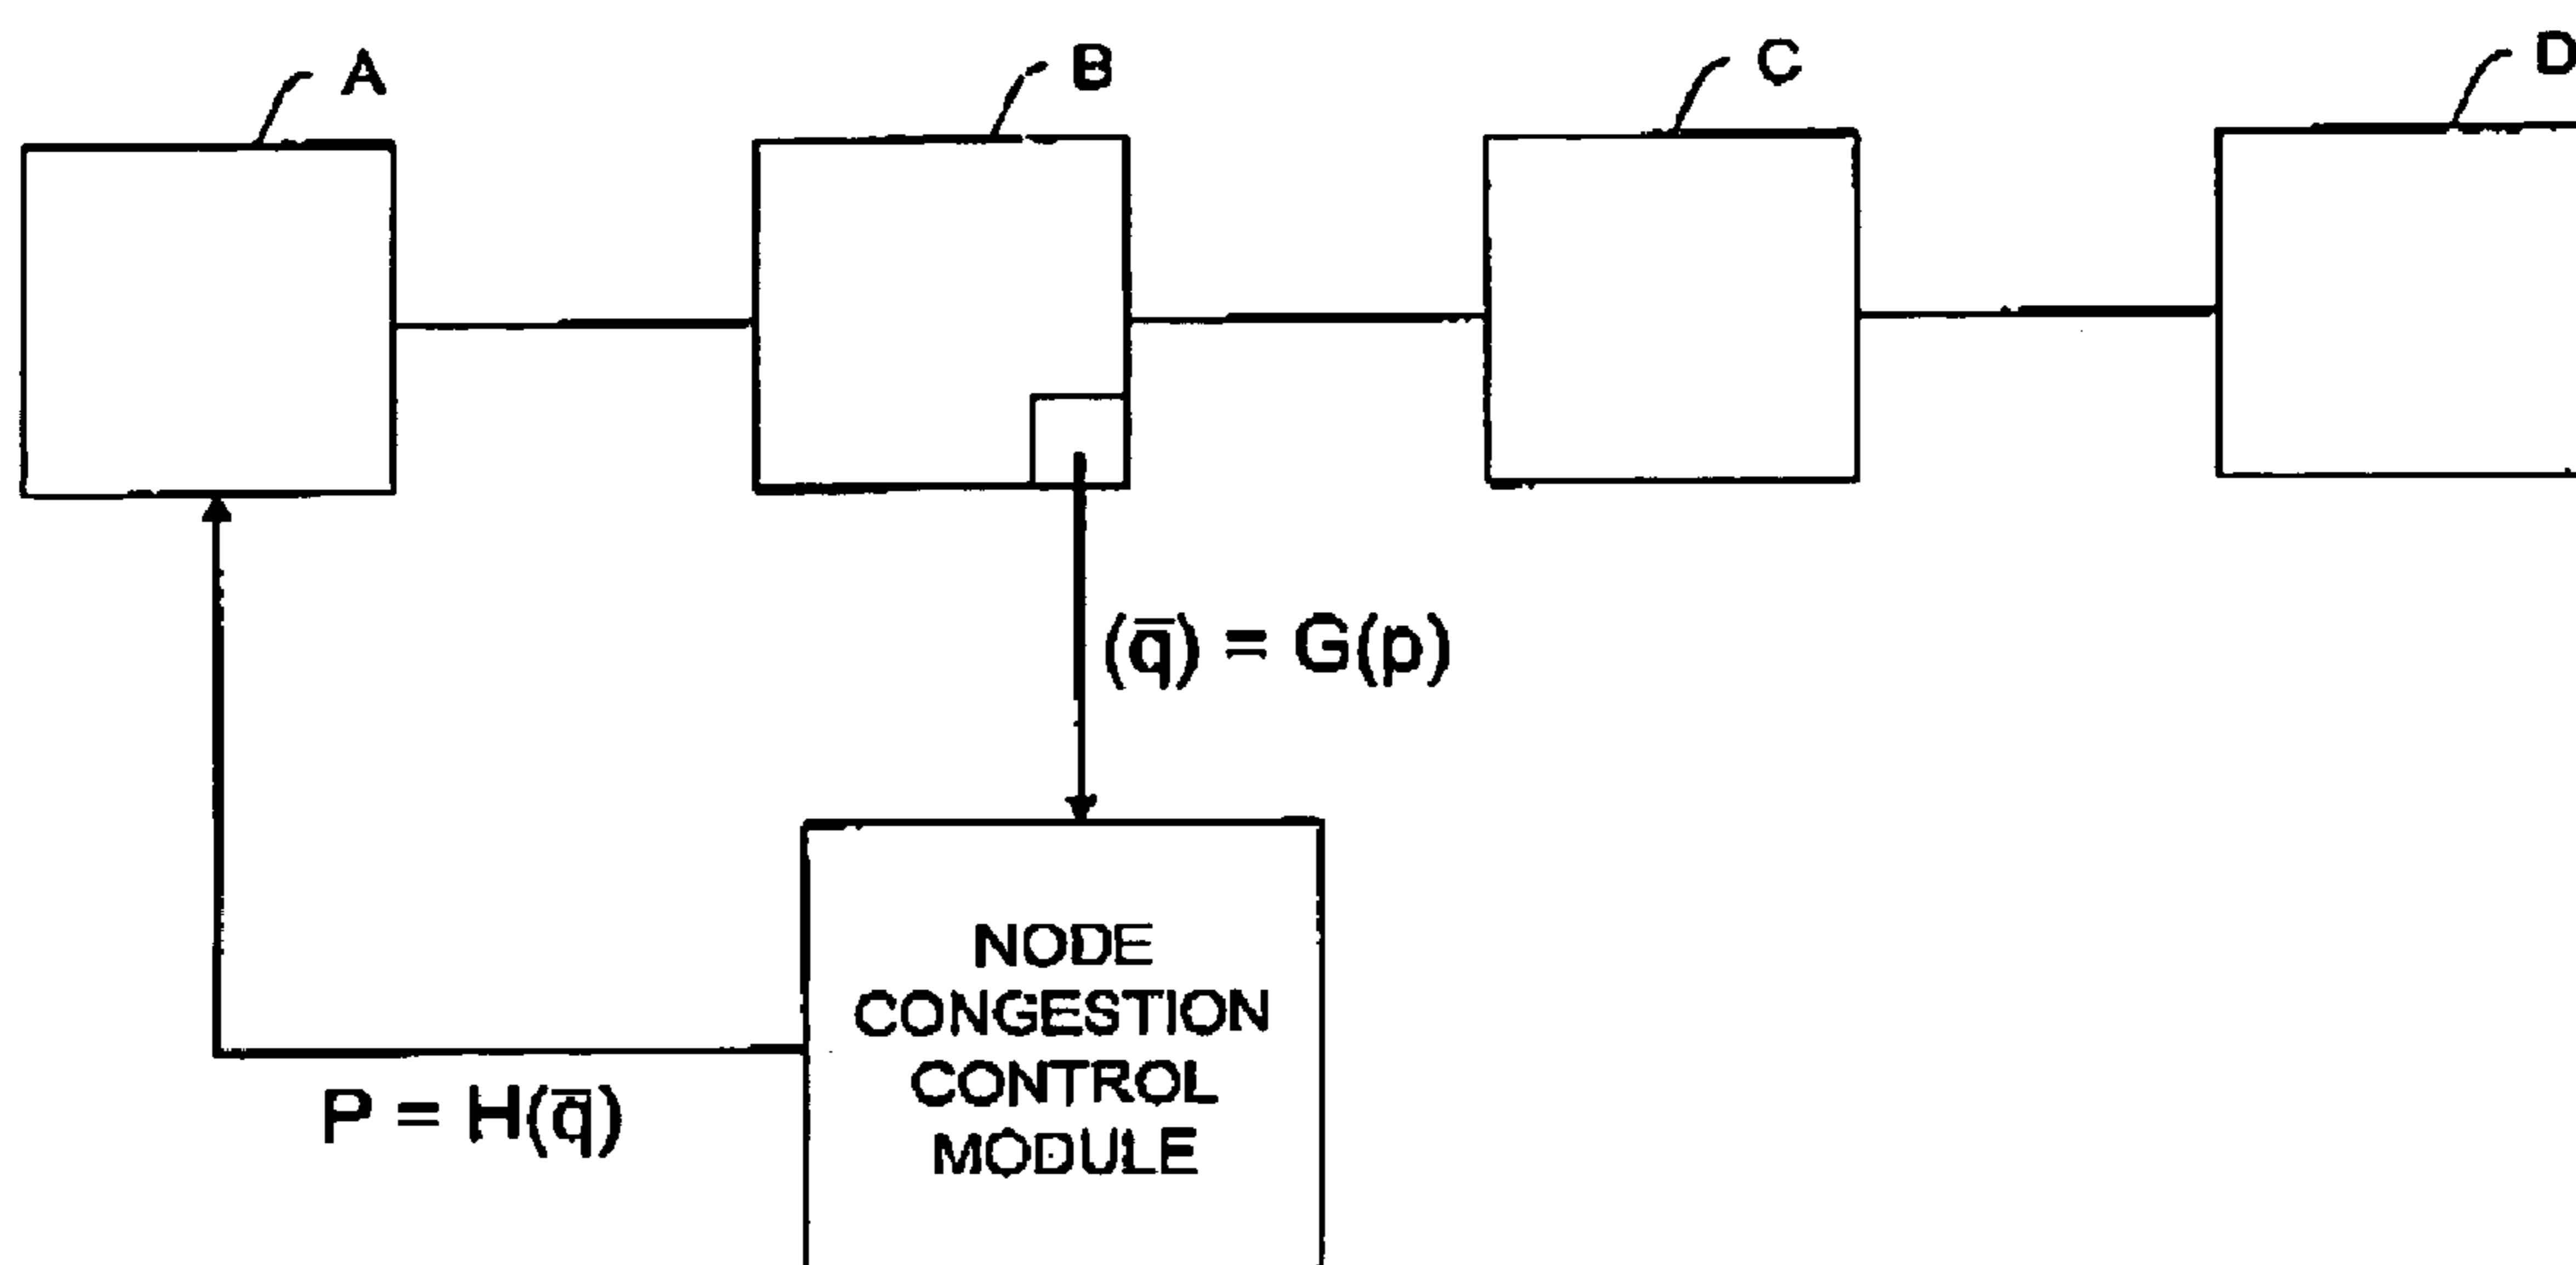 A
B
C
D
(q̅) = G(p)
NODE
CONGESTION
CONTROL
MODULE
P = H(q̅)